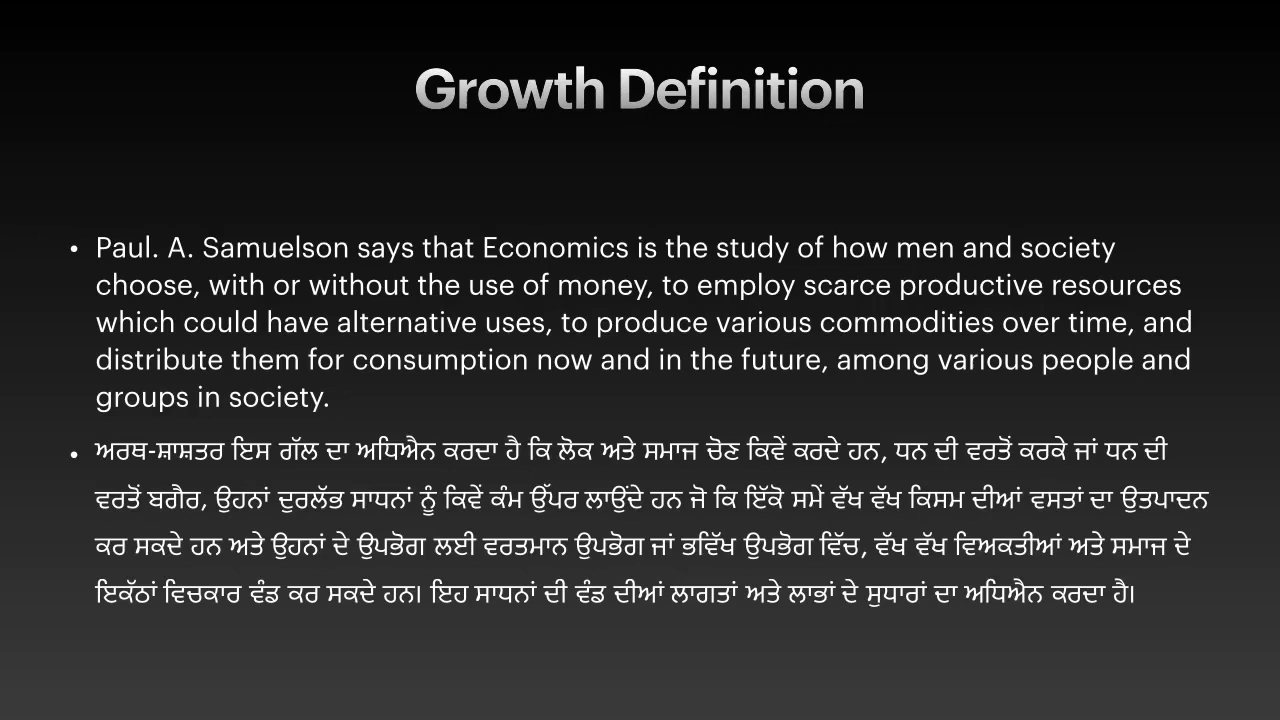 Growth Definition
• Paul. A. Samuelson says that Economics is the study of how men and society
choose, with or without the use of money, to employ scarce productive resources
which could have alternative uses, to produce various commodities over time, and
distribute them for consumption now and in the future, among various people and
groups in society.
• ਅਰਥ-ਸ਼ਾਸ਼ਤਰ ਇਸ ਗੱਲ ਦਾ ਅਧਿਐਨ ਕਰਦਾ ਹੈ ਕਿ ਲੋਕ ਅਤੇ ਸਮਾਜ ਚੋਣ ਕਿਵੇਂ ਕਰਦੇ ਹਨ, ਧਨ ਦੀ ਵਰਤੋਂ ਕਰਕੇ ਜਾਂ ਧਨ ਦੀ
ਵਰਤੋਂ ਬਗੈਰ, ਉਹਨਾਂ ਦੁਰਲੱਭ ਸਾਧਨਾਂ ਨੂੰ ਕਿਵੇਂ ਕੰਮ ਉੱਪਰ ਲਾਉਂਦੇ ਹਨ ਜੋ ਕਿ ਇੱਕੋ ਸਮੇਂ ਵੱਖ ਵੱਖ ਕਿਸਮ ਦੀਆਂ ਵਸਤਾਂ ਦਾ ਉਤਪਾਦਨ
ਕਰ ਸਕਦੇ ਹਨ ਅਤੇ ਉਹਨਾਂ ਦੇ ਉਪਭੋਗ ਲਈ ਵਰਤਮਾਨ ਉਪਭੋਗ ਜਾਂ ਭਵਿੱਖ ਉਪਭੋਗ ਵਿੱਚ, ਵੱਖ ਵੱਖ ਵਿਅਕਤੀਆਂ ਅਤੇ ਸਮਾਜ ਦੇ
ਇਕੱਠਾਂ ਵਿਚਕਾਰ ਵੰਡ ਕਰ ਸਕਦੇ ਹਨ। ਇਹ ਸਾਧਨਾਂ ਦੀ ਵੰਡ ਦੀਆਂ ਲਾਗਤਾਂ ਅਤੇ ਲਾਭਾਂ ਦੇ ਸੁਧਾਰਾਂ ਦਾ ਅਧਿਐਨ ਕਰਦਾ ਹੈ।